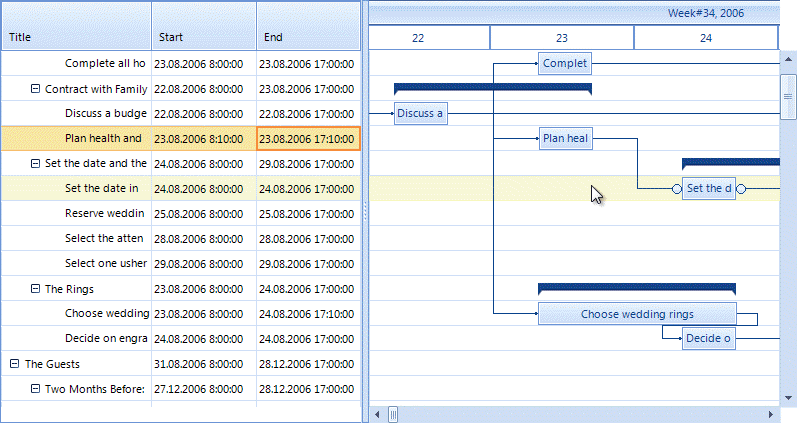 Week#34, 2006
Title Start End 22 23 24
Complete all ho 23.08.2006 8:00:00 23.08.2006 17:00:00 Complet
Contract with Family 22.08.2006 8:00:00 23.08.2006 17:00:00
Discuss a budge 22.08.2006 8:00:00 22.08.2006 17:00:00 Discuss a
Plan health and 23.08.2006 8:10:00 23.08.2006 17:10:00 Plan heal
Set the date and the 24.08.2006 8:00:00 29.08.2006 17:00:00
Set the date in 24.08.2006 8:00:00 24.08.2006 17:00:00 Set the d
Reserve weddin 25.08.2006 8:00:00 25.08.2006 17:00:00
Select the atten 28.08.2006 8:00:00 28.08.2006 17:00:00
Select one usher 29.08.2006 8:00:00 29.08.2006 17:00:00
The Rings 23.08.2006 8:00:00 24.08.2006 17:00:00
Choose wedding 23.08.2006 8:00:00 24.08.2006 17:10:00 Choose wedding rings
Decide on engra 24.08.2006 8:00:00 24.08.2006 17:00:00 Decide o
The Guests 31.08.2006 8:00:00 28.12.2006 17:00:00
Two Months Before: 27.12.2006 8:00:00 28.12.2006 17:00:00